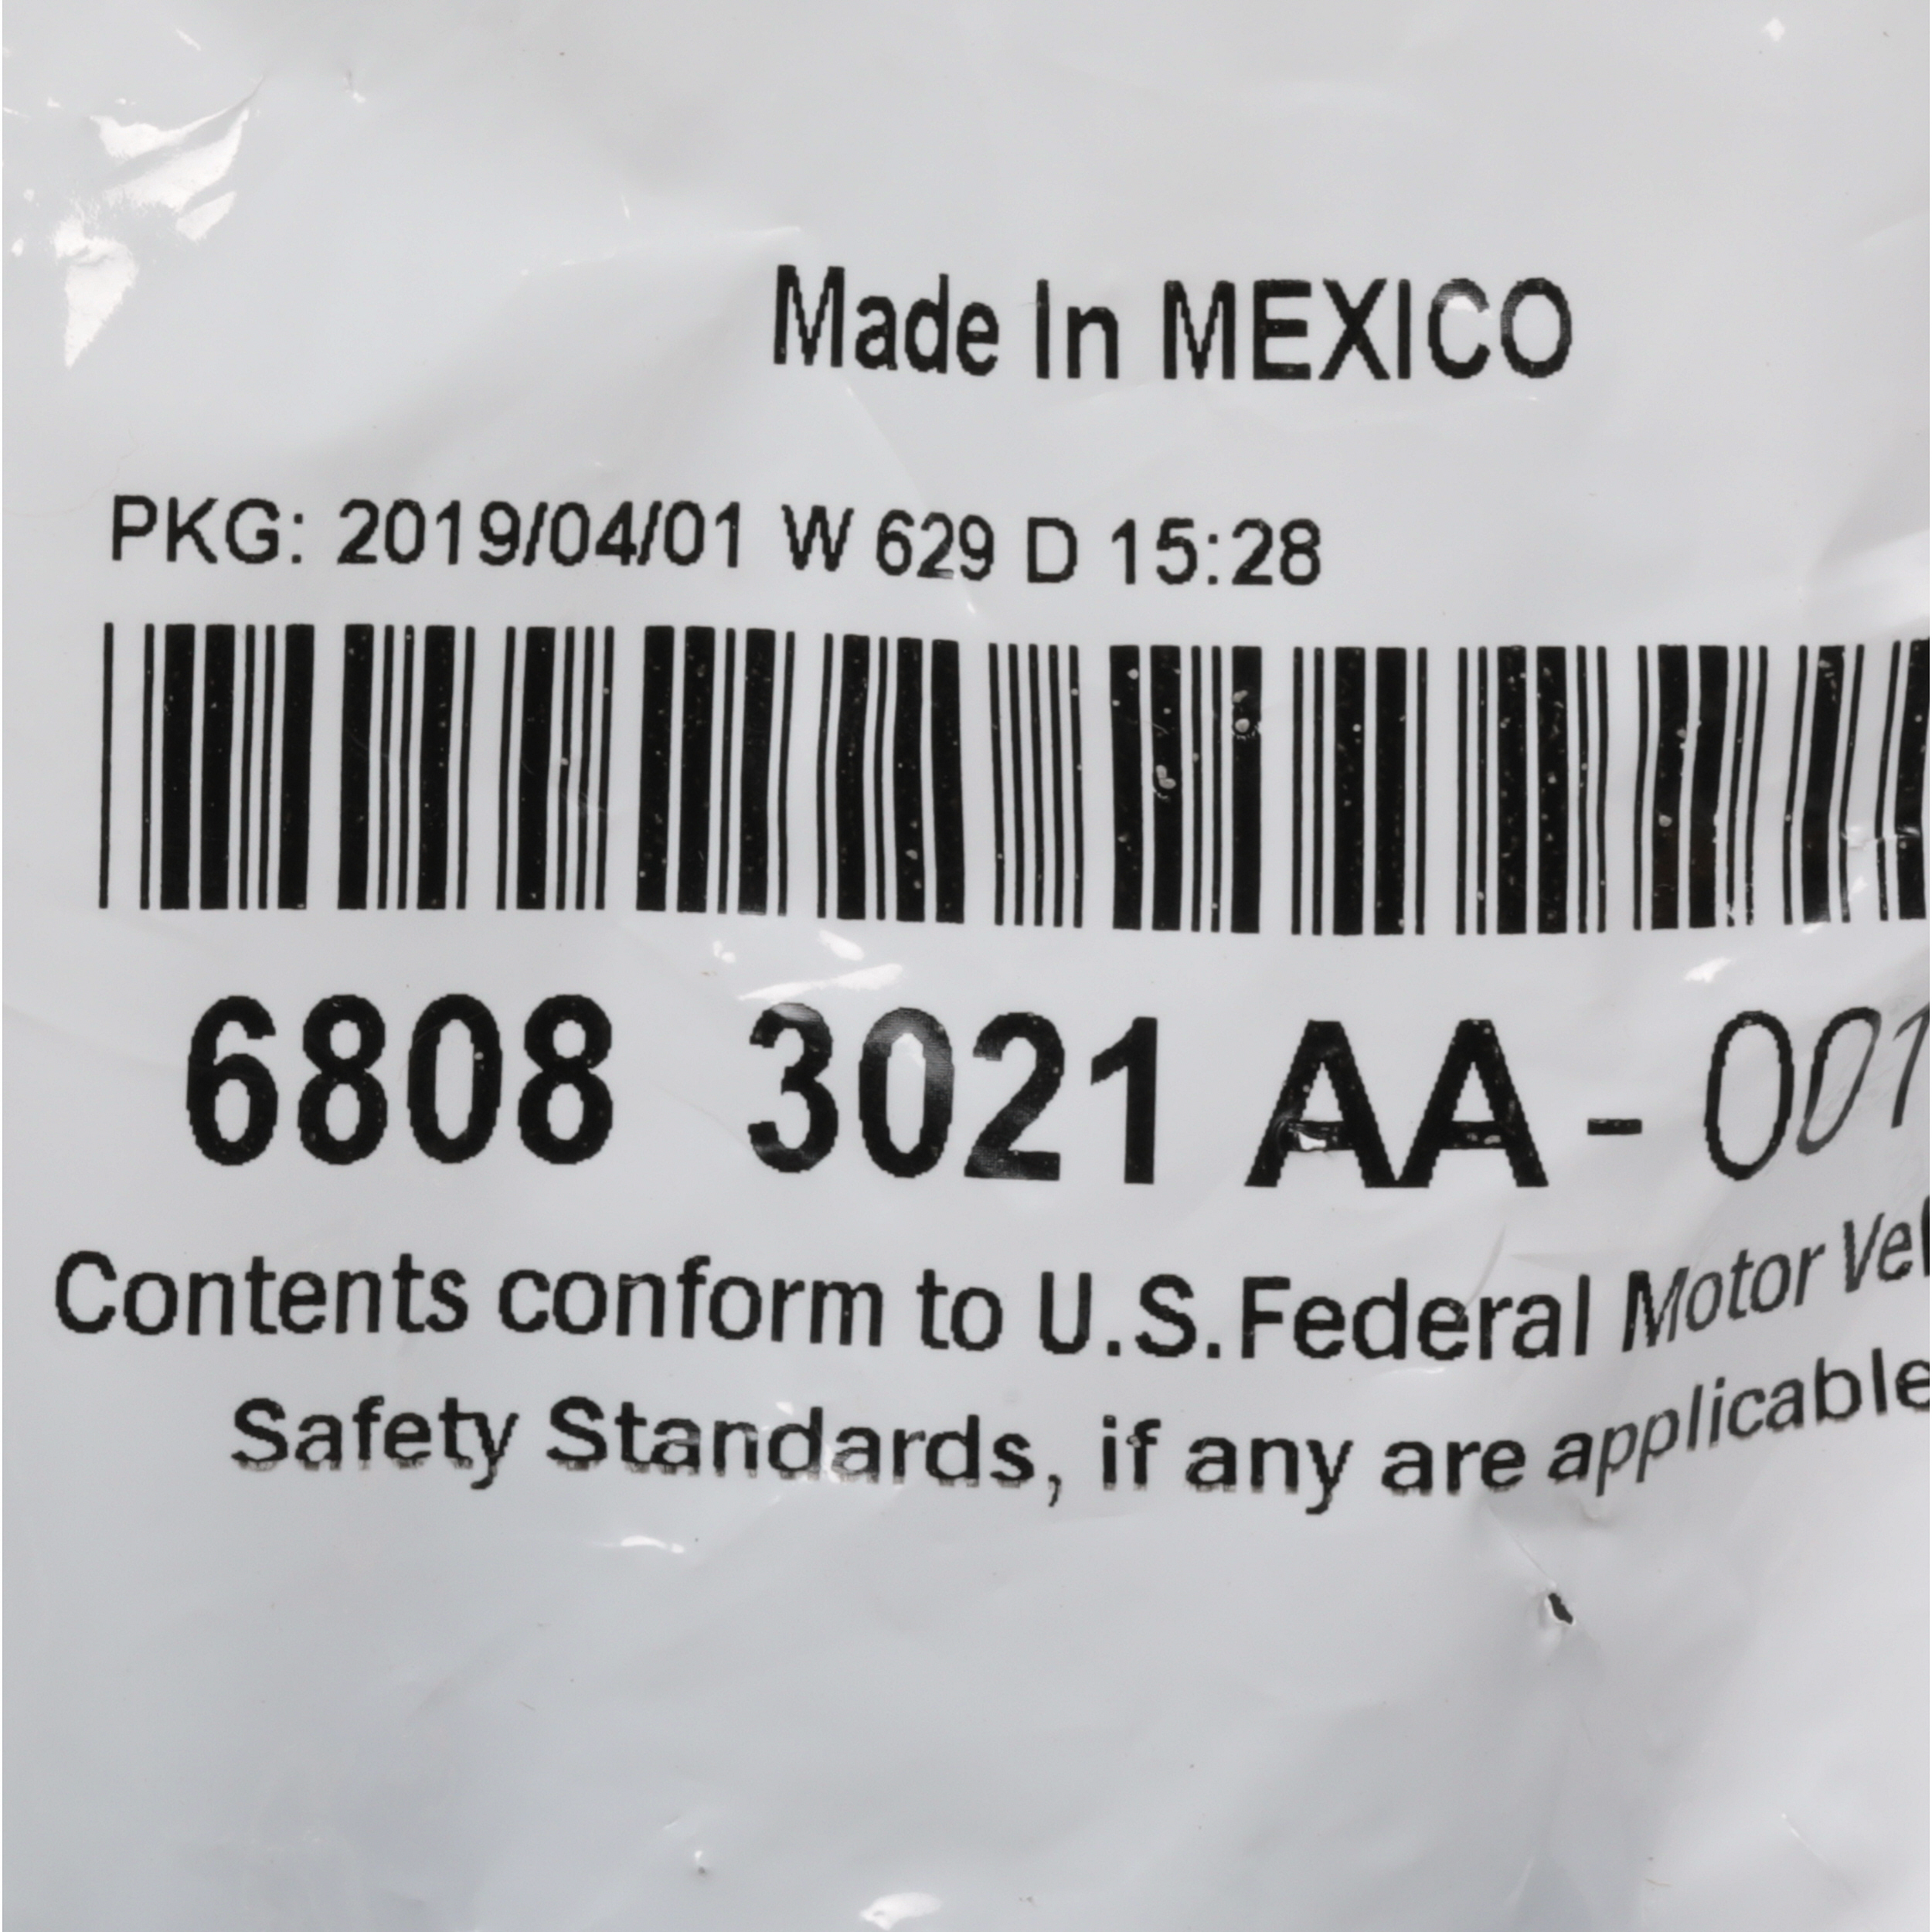 Made In MEXICO
PKG: 2019/04/01 W 629 D 15:28
6808 3021 AA - 001
Contents conform to U.S.Federal Motor
Safety Standards, if any are applicable